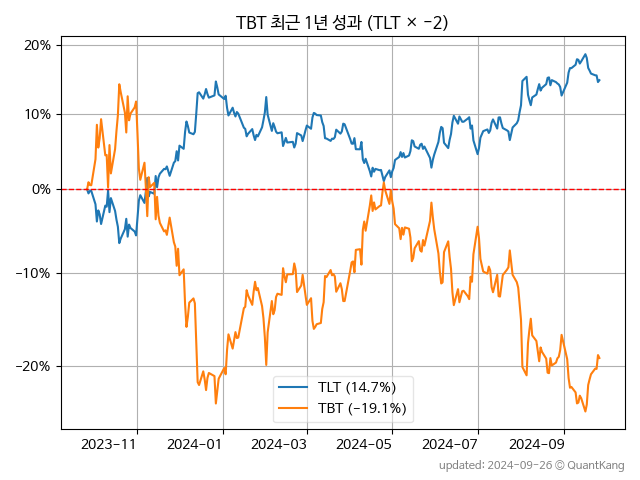 TBT 최근 1년 성과 (TLT × −2)
20%
10%
0%
−10%
−20%
TLT (14.7%)
TBT (−19.1%)
2023−11
2024−01
2024−03
2024−05
2024−07
2024−09
updated: 2024-09-26 © QuantKang